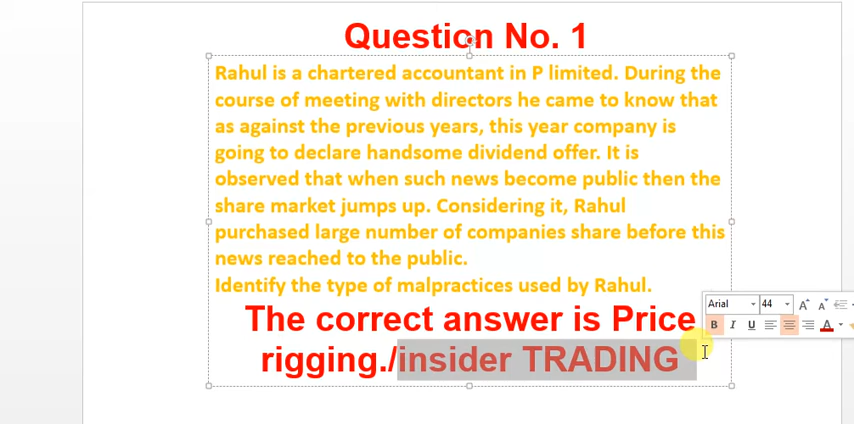 Question No. 1
Rahul is a chartered accountant in P limited. During the
course of meeting with directors he came to know that
as against the previous years, this year company is
going to declare handsome dividend offer. It is
observed that when such news become public then the
share market jumps up. Considering it, Rahul
purchased large number of companies share before this
news reached to the public.
Identify the type of malpractices used by Rahul.
The correct answer is Price
rigging./insider TRADING
Arial 44 A A
B I U A